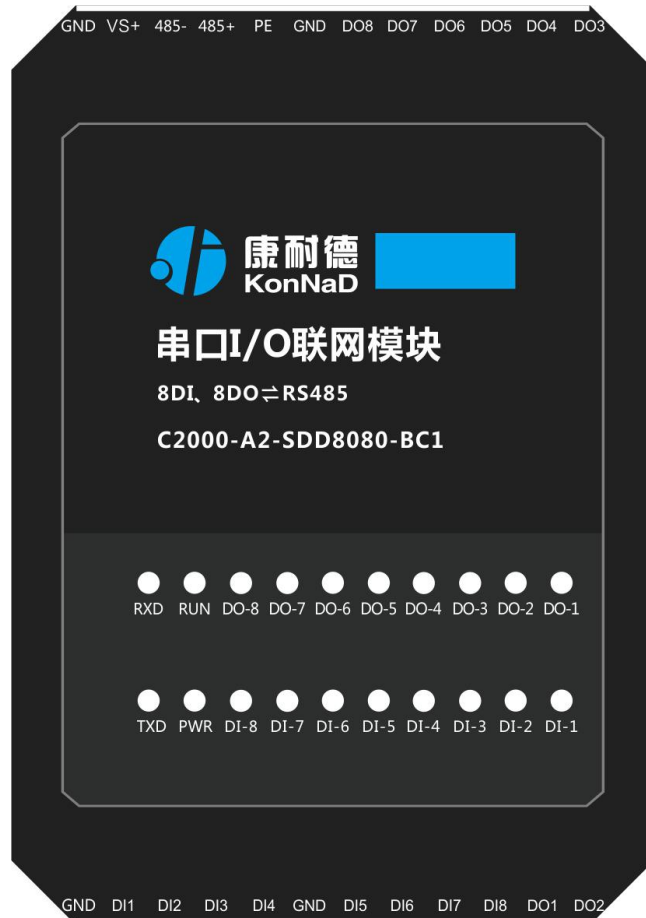 GND VS+ 485- 485+ PE GND DO8 DO7 DO6 DO5 DO4 DO3
康耐德
KonNaD
串口I/O联网模块
8DI、8DO⇌RS485
C2000-A2-SDD8080-BC1
RXD RUN DO-8 DO-7 DO-6 DO-5 DO-4 DO-3 DO-2 DO-1
TXD PWR DI-8 DI-7 DI-6 DI-5 DI-4 DI-3 DI-2 DI-1
GND DI1 DI2 DI3 DI4 GND DI5 DI6 DI7 DI8 DO1 DO2